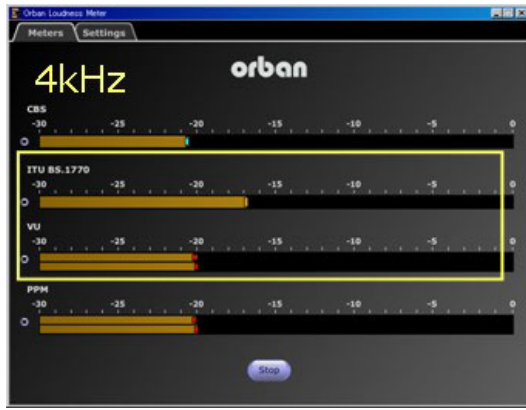 Orban Loudness Meter
Meters Settings
4kHz
orban
CBS
-30 -25 -20 -15 -10 -5 0
ITU BS.1770
-30 -25 -20 -15 -10 -5 0
VU
-30 -25 -20 -15 -10 -5 0
PPM
-30 -25 -20 -15 -10 -5 0
Stop